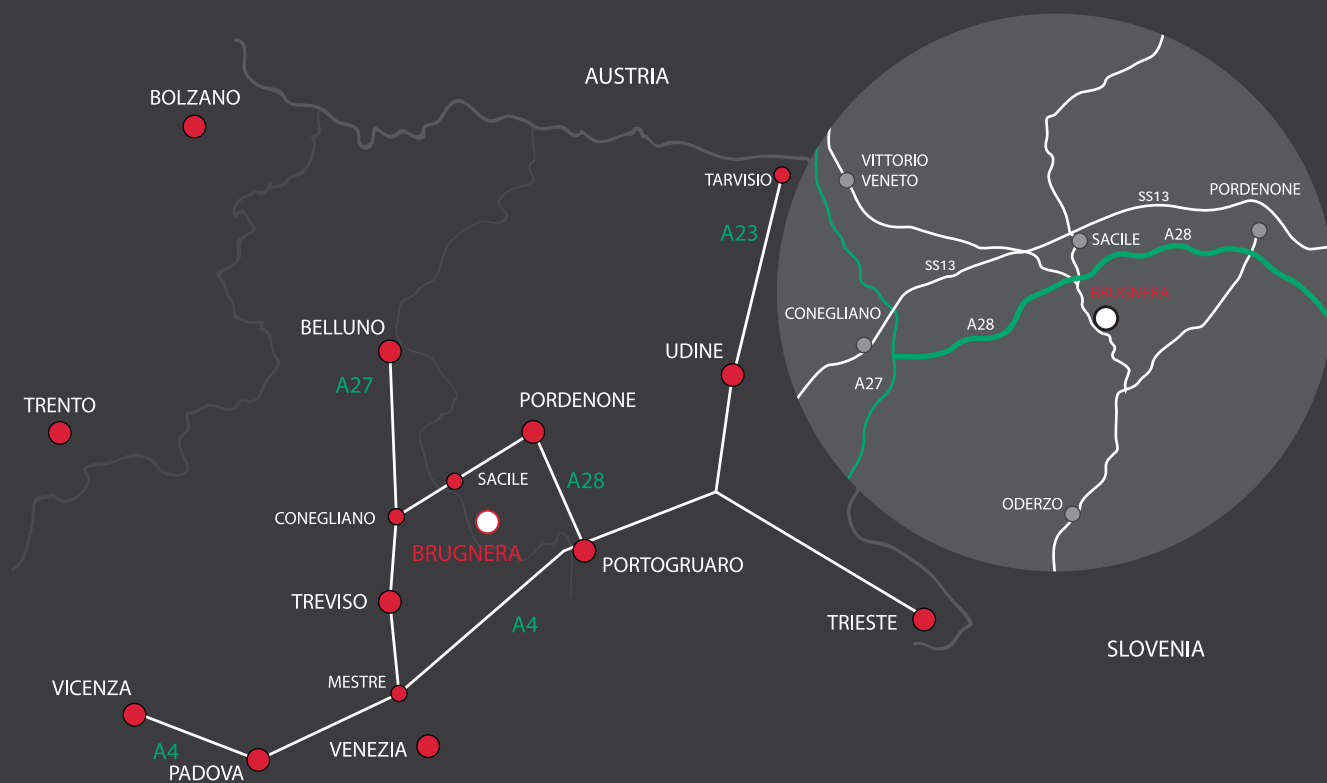 AUSTRIA
BOLZANO
TARVISIO
A23
BELLUNO
A27
UDINE
TRENTO
PORDENONE
SACILE
A28
CONEGLIANO
BRUGNERA
PORTOGRUARO
TREVISO
A4
TRIESTE
SLOVENIA
MESTRE
VICENZA
A4
VENEZIA
PADOVA
VITTORIO
VENETO
PORDENONE
SS13
SACILE
A28
SS13
BRUGNERA
CONEGLIANO
A28
A27
ODERZO